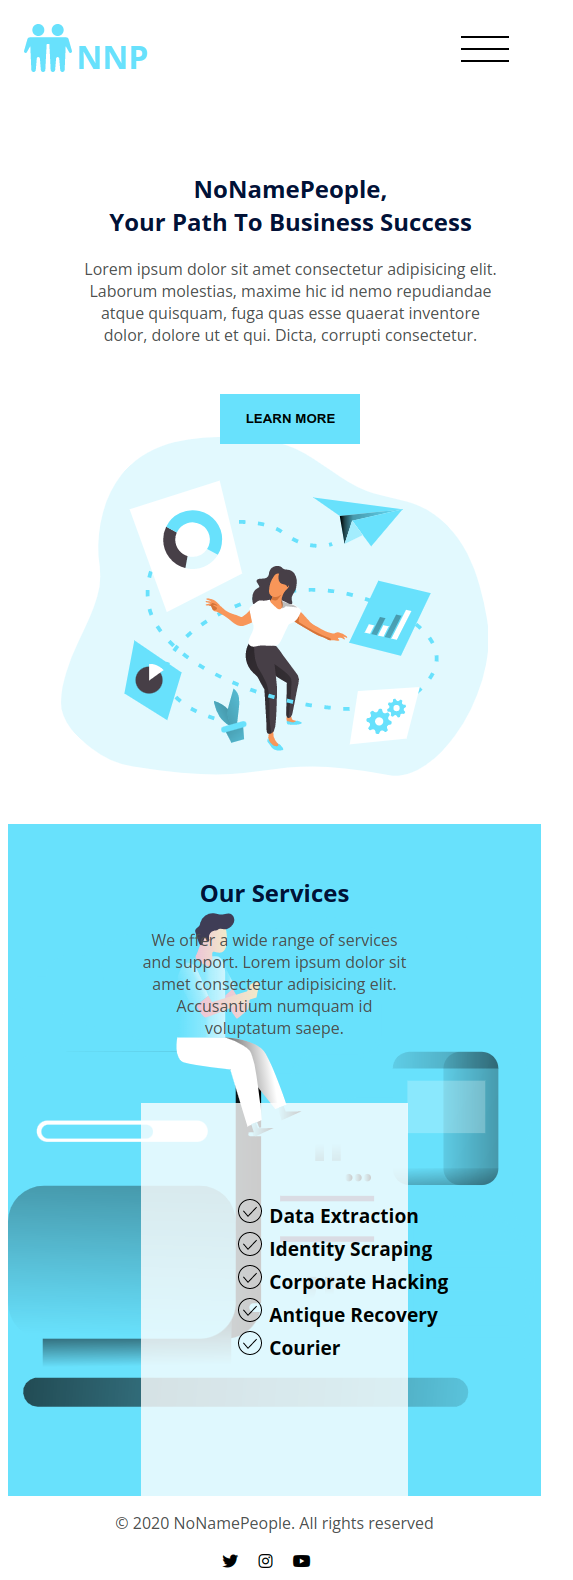 NNP
NoNamePeople,
Your Path To Business Success
Lorem ipsum dolor sit amet consectetur adipisicing elit.
Laborum molestias, maxime hic id nemo repudiandae
atque quisquam, fuga quas esse quaerat inventore
dolor, dolore ut et qui. Dicta, corrupti consectetur.
LEARN MORE
Our Services
We offer a wide range of services
and support. Lorem ipsum dolor sit
amet consectetur adipisicing elit.
Accusantium numquam id
voluptatum saepe.
Data Extraction
Identity Scraping
Corporate Hacking
Antique Recovery
Courier
© 2020 NoNamePeople. All rights reserved